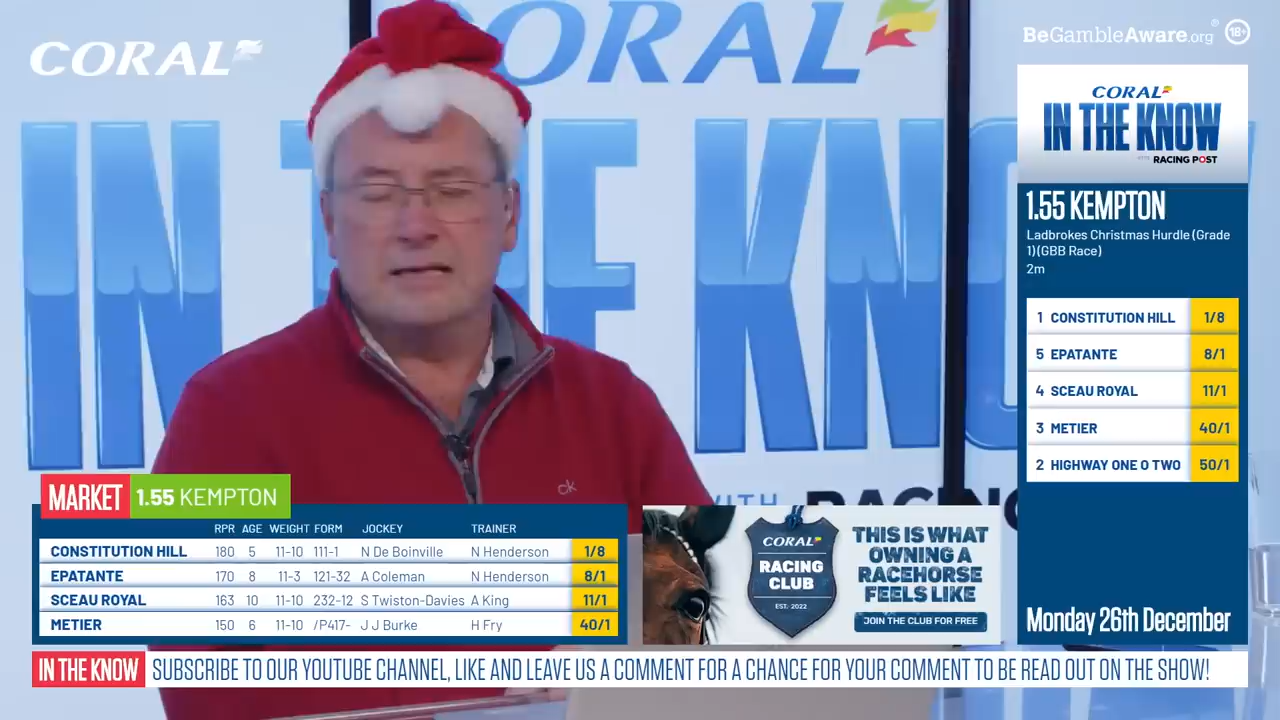 CORAL
CORAL
BeGambleAware.org® 18+
IN THE KNOW
CORAL
IN THE KNOW
WITH RACING POST
1.55 KEMPTON
Ladbrokes Christmas Hurdle (Grade
1) (GBB Race)
2m
1 CONSTITUTION HILL 1/8
5 EPATANTE 8/1
4 SCEAU ROYAL 11/1
3 METIER 40/1
2 HIGHWAY ONE O TWO 50/1
Monday 26th December
ck
WITH RACING
MARKET 1.55 KEMPTON
RPR AGE WEIGHT FORM JOCKEY TRAINER
CONSTITUTION HILL 180 5 11-10 111-1 N De Boinville N Henderson 1/8
EPATANTE 170 8 11-3 121-32 A Coleman N Henderson 8/1
SCEAU ROYAL 163 10 11-10 232-12 S Twiston-Davies A King 11/1
METIER 150 6 11-10 /P417- J J Burke H Fry 40/1
CORAL
RACING
CLUB
EST. 2022
THIS IS WHAT
OWNING A
RACEHORSE
FEELS LIKE
JOIN THE CLUB FOR FREE
IN THE KNOW SUBSCRIBE TO OUR YOUTUBE CHANNEL, LIKE AND LEAVE US A COMMENT FOR A CHANCE FOR YOUR COMMENT TO BE READ OUT ON THE SHOW!